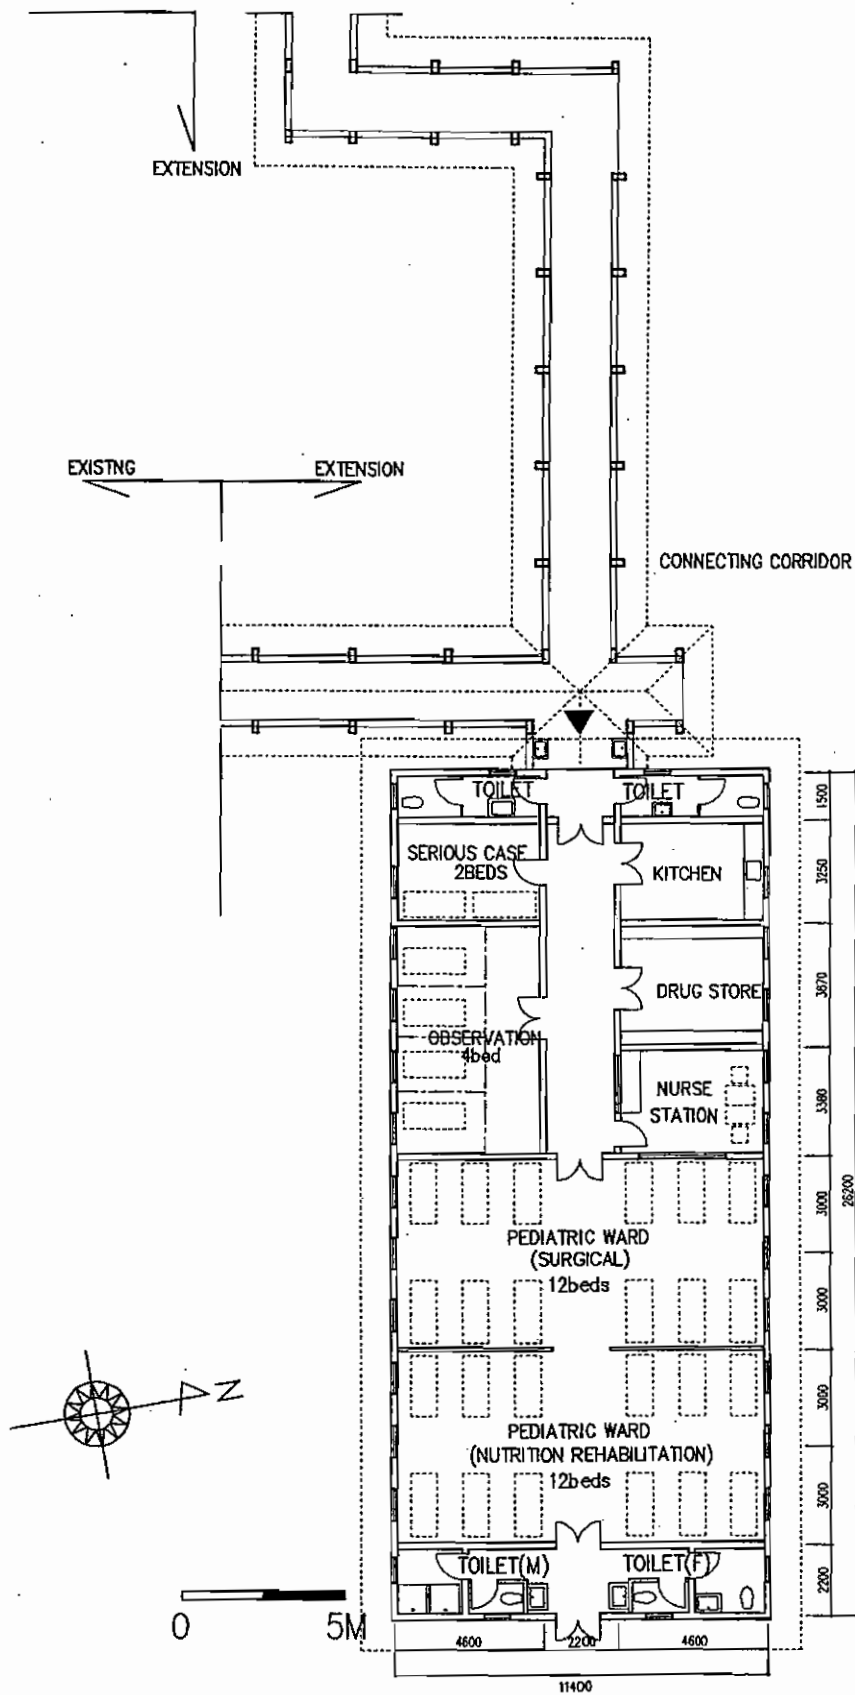 EXTENSION
EXISTNG
EXTENSION
CONNECTING CORRIDOR
TOILET
TOILET
1500
SERIOUS CASE
2BEDS
KITCHEN
3250
DRUG STORE
3870
OBSERVATION
4bed
NURSE
STATION
3380
PEDIATRIC WARD
(SURGICAL)
12beds
3000
3000
26200
PEDIATRIC WARD
(NUTRITION REHABILITATION)
12beds
3000
3000
N
TOILET(M)
TOILET(F)
2200
0
5M
4600
2200
4600
11400